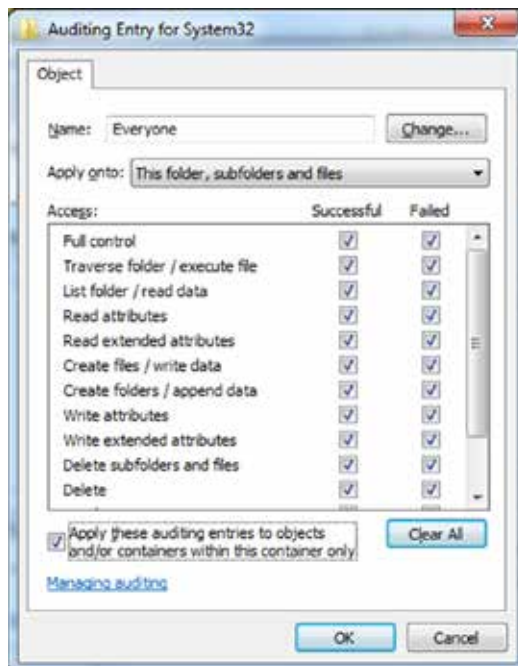 Auditing Entry for System32
Object
Name: Everyone Change...
Apply onto: This folder, subfolders and files
Access: Successful Failed
Full control
Traverse folder / execute file
List folder / read data
Read attributes
Read extended attributes
Create files / write data
Create folders / append data
Write attributes
Write extended attributes
Delete subfolders and files
Delete
Apply these auditing entries to objects
and/or containers within this container only
Clear All
Managing auditing
OK Cancel